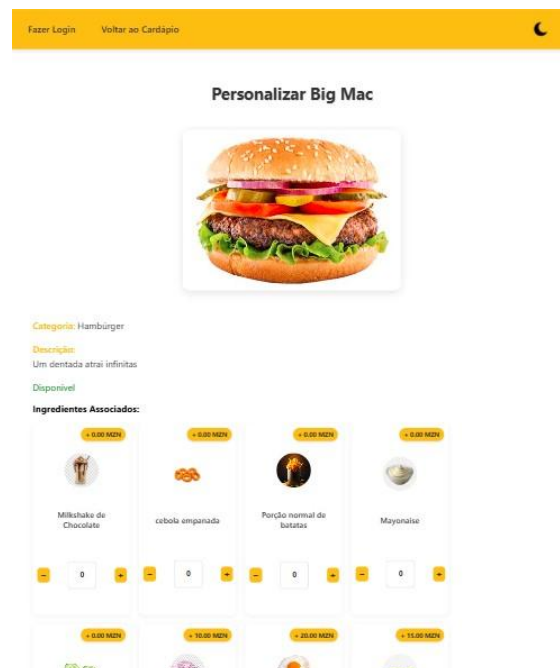 Fazer Login Voltar ao Cardápio
Personalizar Big Mac
Categoria: Hambúrger
Descrição:
Um dentada atrai infinitas
Disponível
Ingredientes Associados:
+ 0.00 MZN + 0.00 MZN + 0.00 MZN + 0.00 MZN
Milkshake de
Chocolate
cebola empanada
Porção normal de
batatas
Mayonaise
− 0 + − 0 + − 0 + − 0 +
+ 0.00 MZN + 10.00 MZN + 20.00 MZN + 15.00 MZN